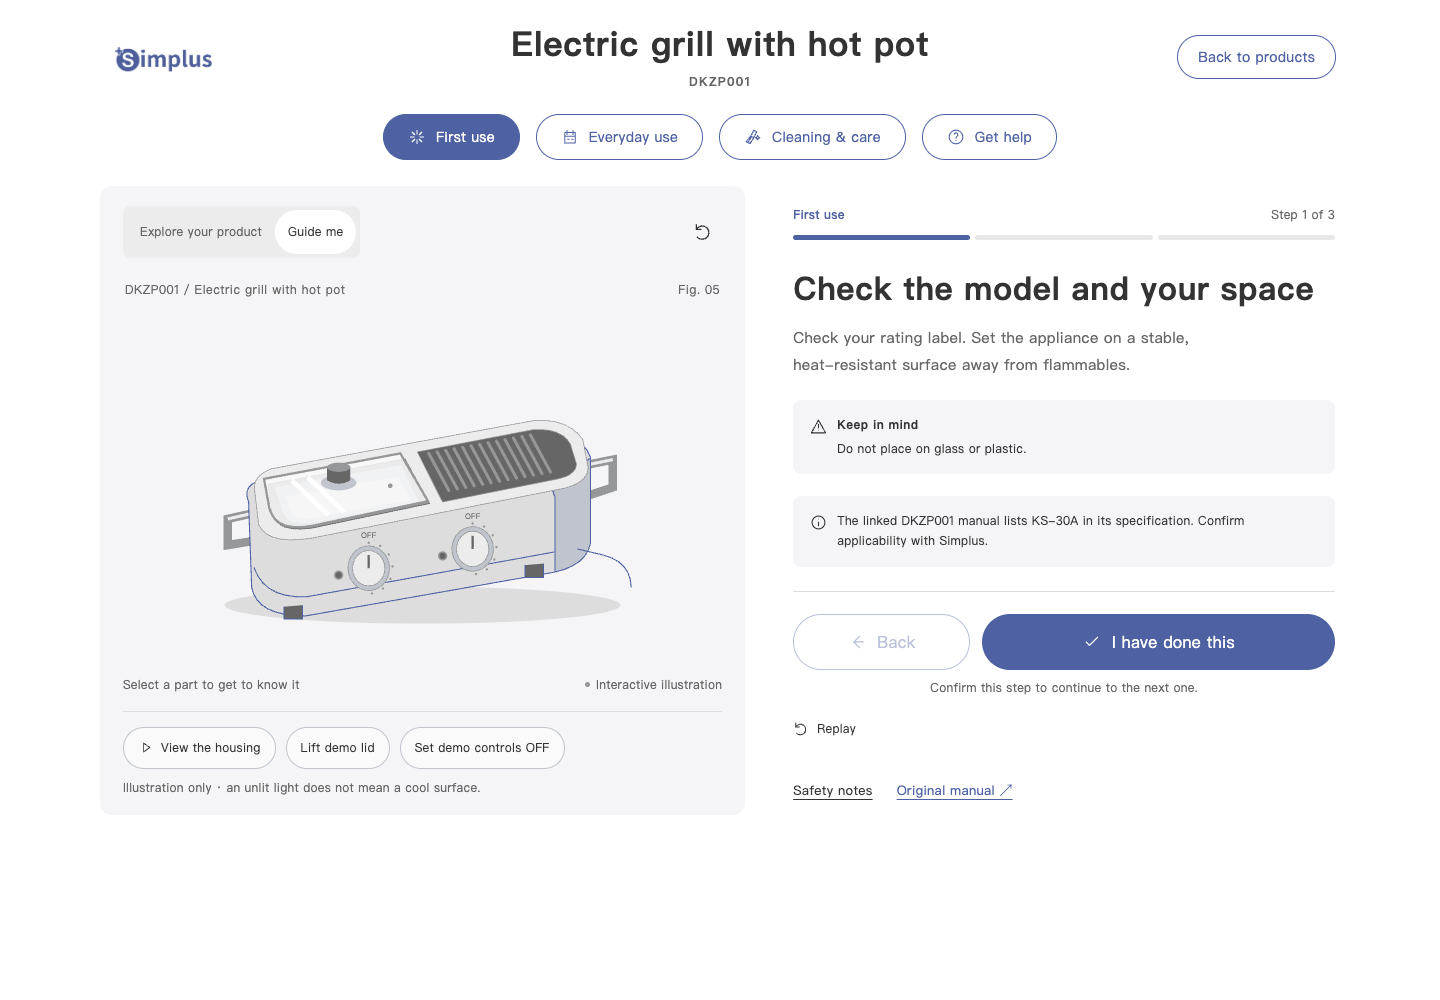 Simplus
Electric grill with hot pot
DKZP001
Back to products
First use
Everyday use
Cleaning & care
Get help
Explore your product
Guide me
DKZP001 / Electric grill with hot pot
Fig. 05
OFF
OFF
Select a part to get to know it
Interactive illustration
View the housing
Lift demo lid
Set demo controls OFF
Illustration only · an unlit light does not mean a cool surface.
First use
Step 1 of 3
Check the model and your space
Check your rating label. Set the appliance on a stable,
heat-resistant surface away from flammables.
Keep in mind
Do not place on glass or plastic.
The linked DKZP001 manual lists KS-30A in its specification. Confirm
applicability with Simplus.
Back
I have done this
Confirm this step to continue to the next one.
Replay
Safety notes
Original manual